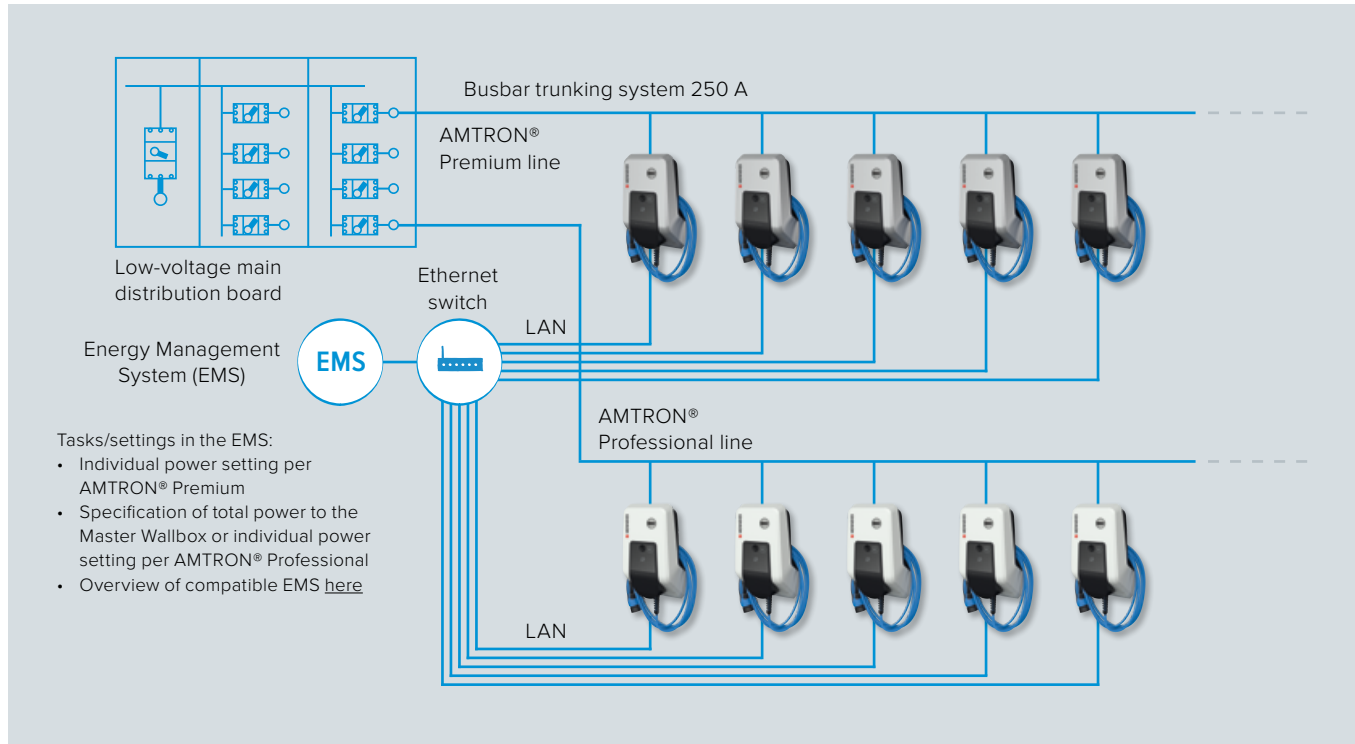 Busbar trunking system 250 A
AMTRON®
Premium line
Low-voltage main
distribution board
Ethernet
switch
LAN
Energy Management
System (EMS)
EMS
AMTRON®
Professional line
Tasks/settings in the EMS:
• Individual power setting per
AMTRON® Premium
• Specification of total power to the
Master Wallbox or individual power
setting per AMTRON® Professional
• Overview of compatible EMS here
LAN